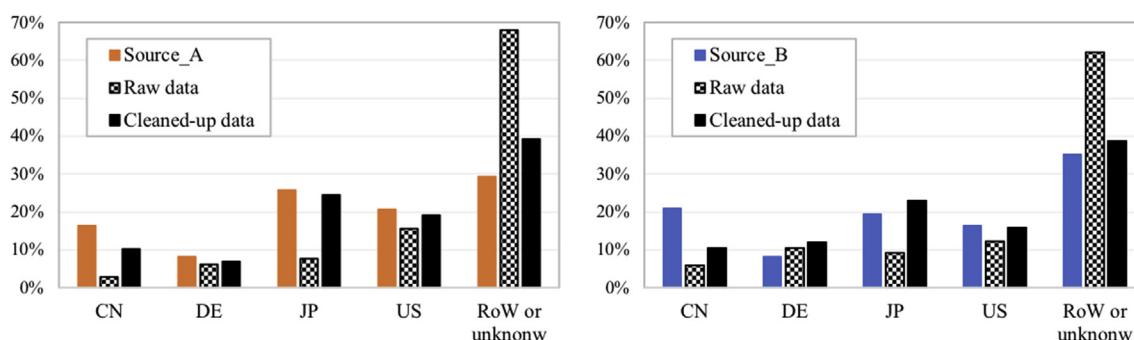 70%
60%
50%
40%
30%
20%
10%
0%
Source_A
Raw data
Cleaned-up data
CN DE JP US RoW or
unknonw
70%
60%
50%
40%
30%
20%
10%
0%
Source_B
Raw data
Cleaned-up data
CN DE JP US RoW or
unknonw